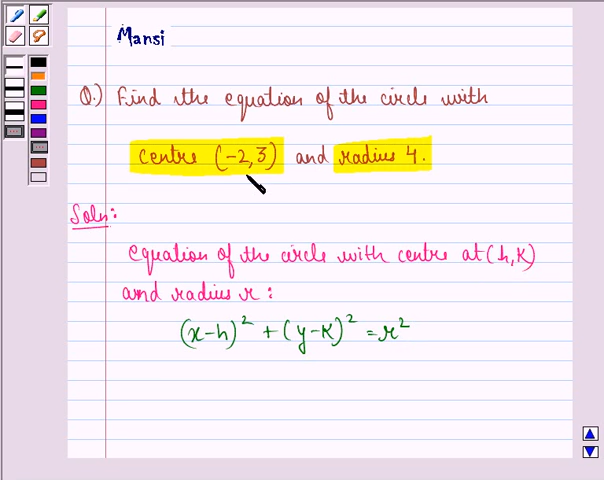 Mansi
Q.) Find the equation of the circle with
centre (-2,3) and radius 4.
Soln:
equation of the circle with centre at (h,K)
and radius r :
(x-h)² + (y-K)² = r²